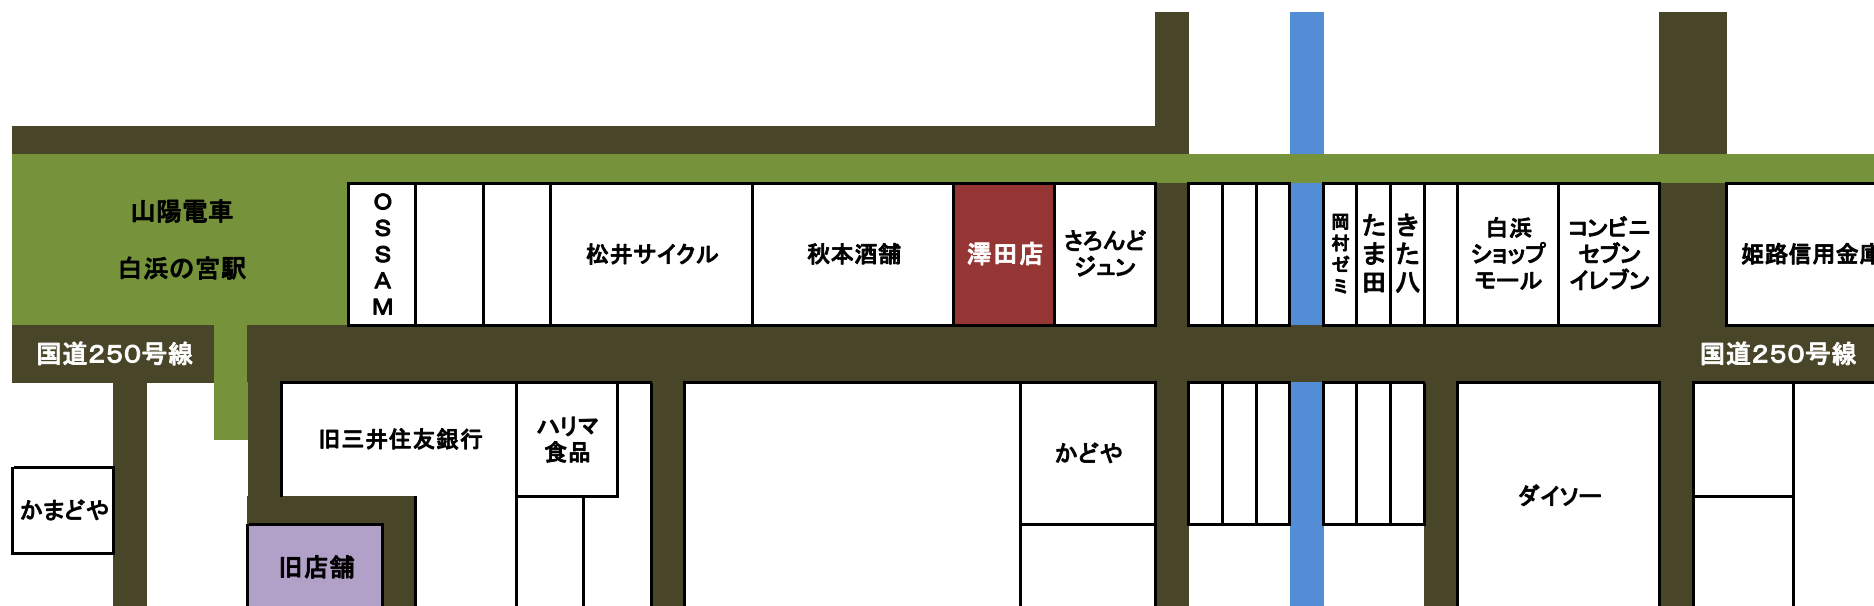 山陽電車
白浜の宮駅
OSSAM
松井サイクル
秋本酒舗
澤田店
さろんど
ジュン
岡村ゼミ
たま田
きた八
白浜
ショップ
モール
コンビニ
セブン
イレブン
姫路信用金庫
国道250号線
国道250号線
旧三井住友銀行
ハリマ
食品
かどや
ダイソー
かまどや
旧店舗